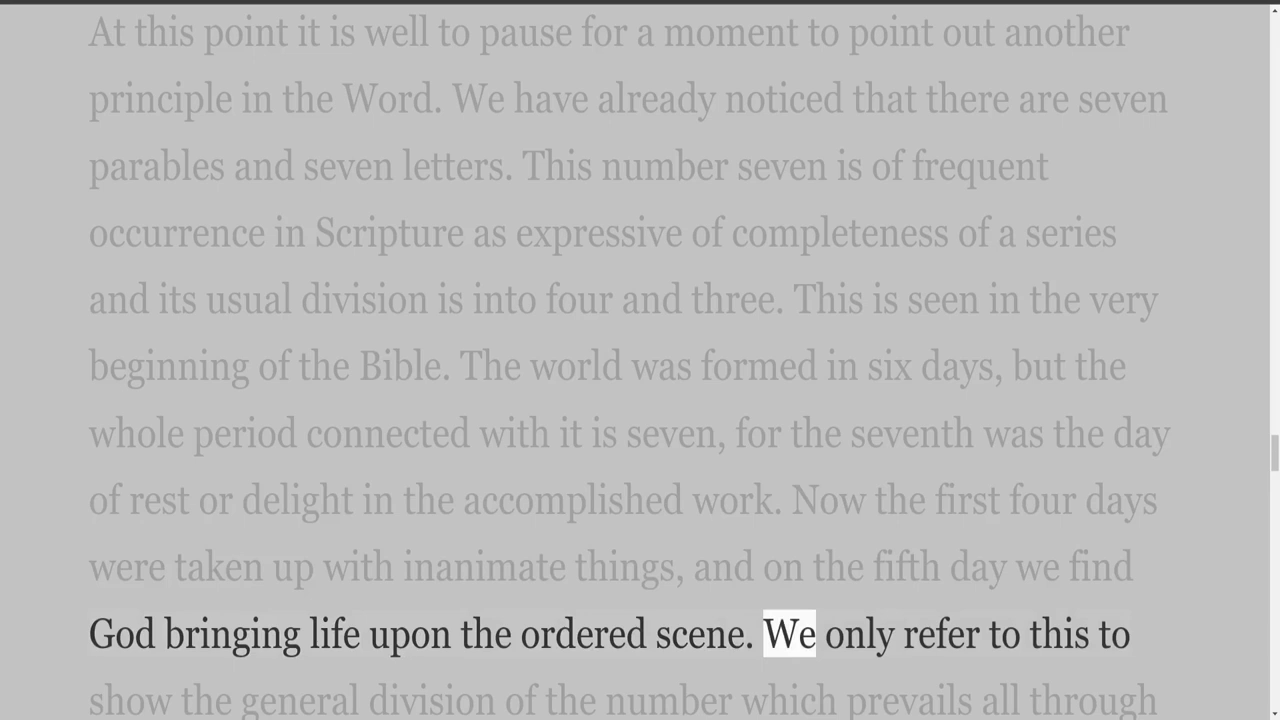 At this point it is well to pause for a moment to point out another
principle in the Word. We have already noticed that there are seven
parables and seven letters. This number seven is of frequent
occurrence in Scripture as expressive of completeness of a series
and its usual division is into four and three. This is seen in the very
beginning of the Bible. The world was formed in six days, but the
whole period connected with it is seven, for the seventh was the day
of rest or delight in the accomplished work. Now the first four days
were taken up with inanimate things, and on the fifth day we find
God bringing life upon the ordered scene. We only refer to this to
show the general division of the number which prevails all through